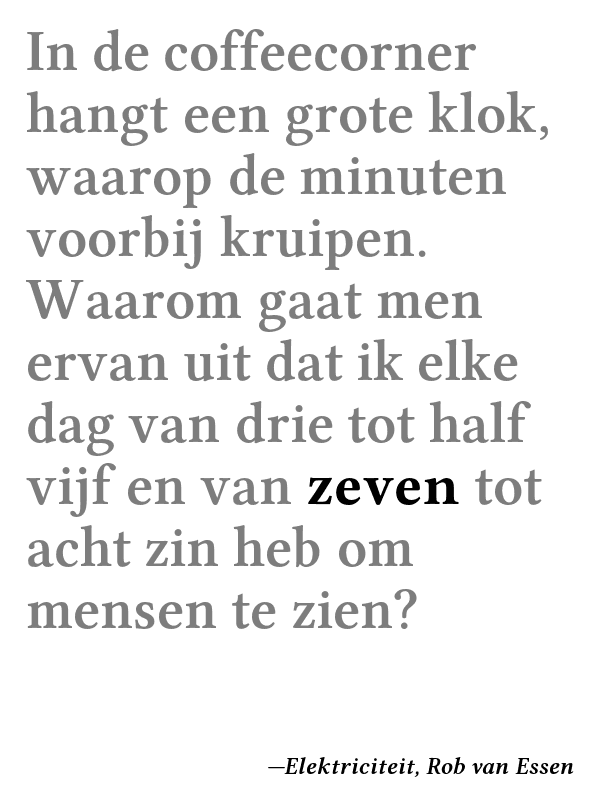 In de coffeecorner
hangt een grote klok,
waarop de minuten
voorbij kruipen.
Waarom gaat men
ervan uit dat ik elke
dag van drie tot half
vijf en van zeven tot
acht zin heb om
mensen te zien?
—Elektriciteit, Rob van Essen